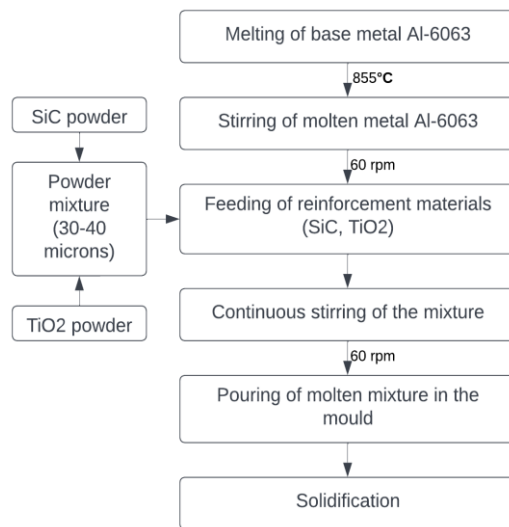 Melting of base metal Al-6063
855°C
SiC powder
Stirring of molten metal Al-6063
60 rpm
Powder
mixture
(30-40
microns)
Feeding of reinforcement materials
(SiC, TiO2)
TiO2 powder
Continuous stirring of the mixture
60 rpm
Pouring of molten mixture in the
mould
Solidification